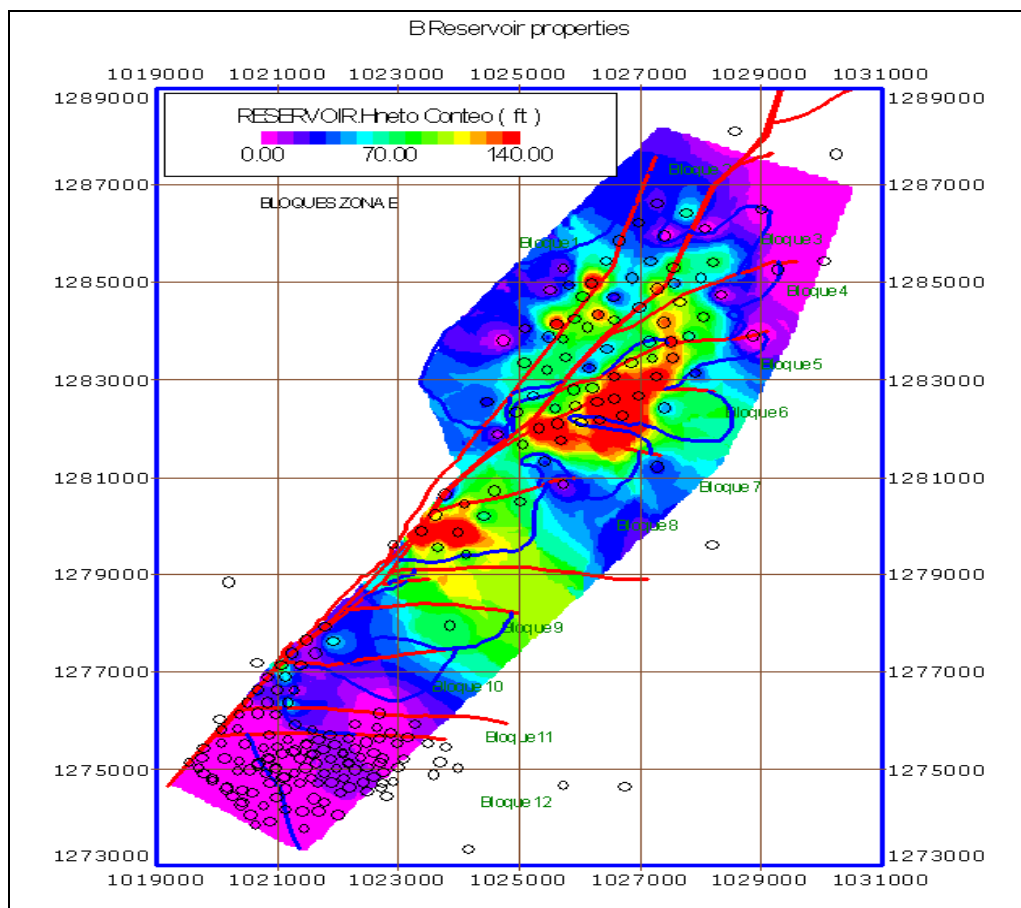 B Reservoir properties
1019000 1021000 1023000 1025000 1027000 1029000 1031000
1289000 1289000
RESERVOIR.Hneto Conteo ( ft )
0.00 70.00 140.00
Bloque 2
1287000 1287000
BLOQUES ZONA E
Bloque 1 Bloque 3
1285000 1285000
Bloque 4
1283000 1283000
Bloque 5
Bloque 6
1281000 1281000
Bloque 7
Bloque 8
1279000 1279000
Bloque 9
1277000 1277000
Bloque 10
Bloque 11
1275000 1275000
Bloque 12
1273000 1273000
1019000 1021000 1023000 1025000 1027000 1029000 1031000